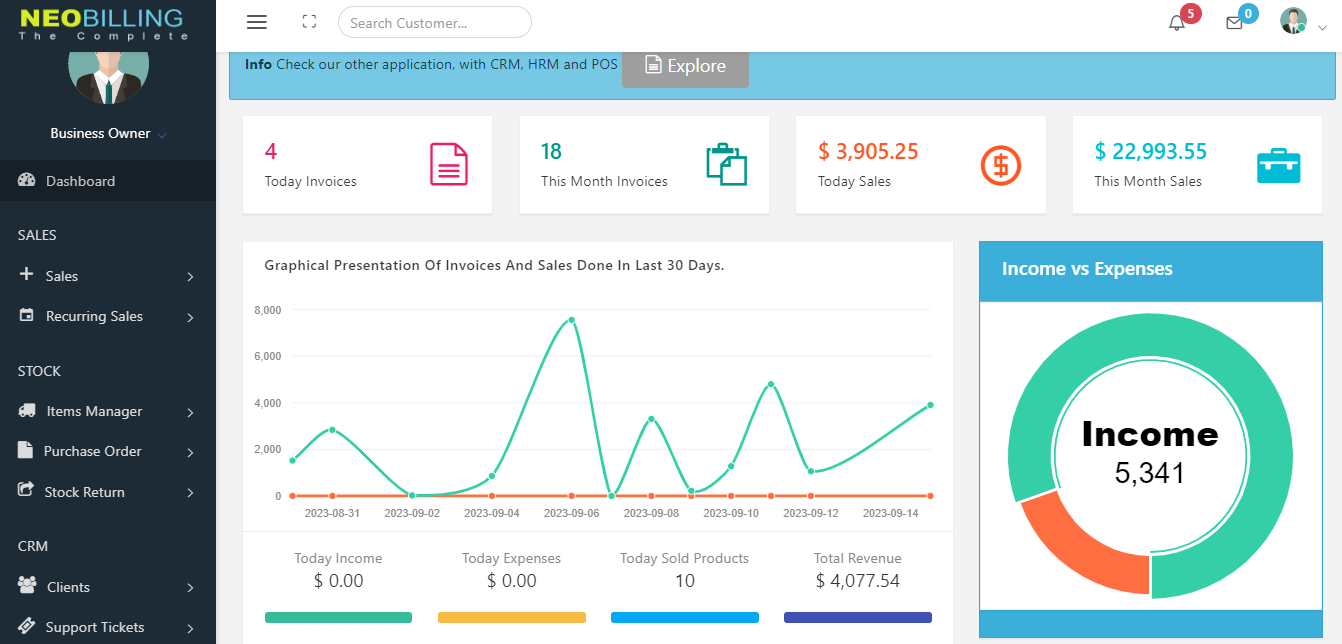 NEOBILLING
The Complete
Search Customer...
5
0
Info Check our other application, with CRM, HRM and POS
Explore
Business Owner
Dashboard
SALES
Sales
Recurring Sales
STOCK
Items Manager
Purchase Order
Stock Return
CRM
Clients
Support Tickets
4
Today Invoices
18
This Month Invoices
$ 3,905.25
Today Sales
$ 22,993.55
This Month Sales
Graphical Presentation Of Invoices And Sales Done In Last 30 Days.
8,000
6,000
4,000
2,000
0
2023-08-31 2023-09-02 2023-09-04 2023-09-06 2023-09-08 2023-09-10 2023-09-12 2023-09-14
Today Income
$ 0.00
Today Expenses
$ 0.00
Today Sold Products
10
Total Revenue
$ 4,077.54
Income vs Expenses
Income
5,341